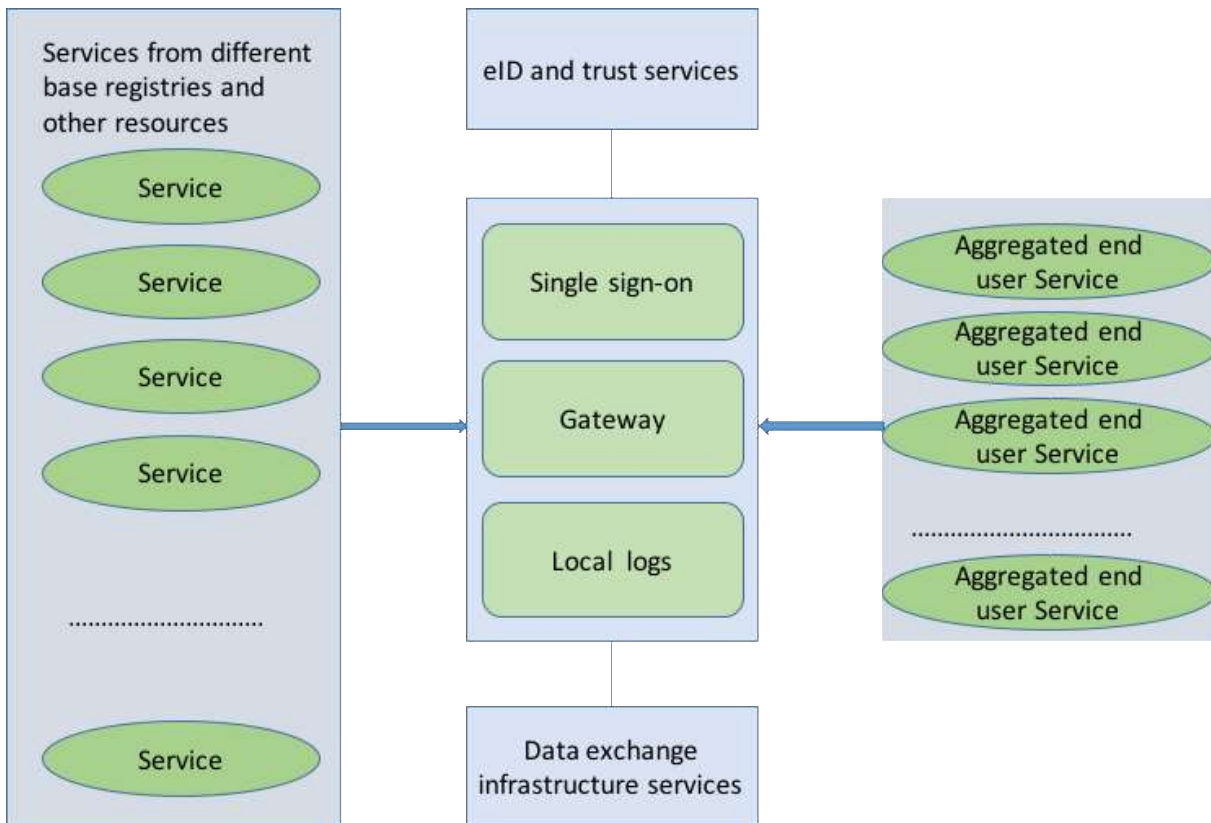 Services from different
base registries and
other resources
Service
Service
Service
Service
................................
Service
eID and trust services
Single sign-on
Gateway
Local logs
Data exchange
infrastructure services
Aggregated end
user Service
Aggregated end
user Service
Aggregated end
user Service
....................................
Aggregated end
user Service